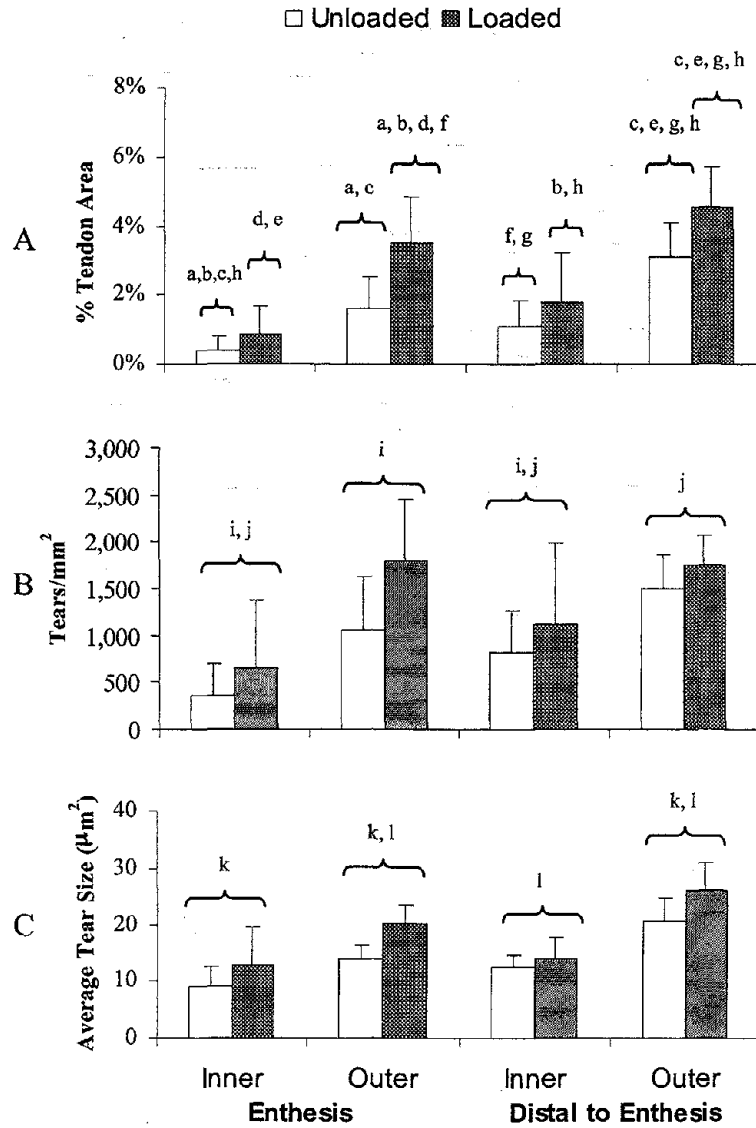 Unloaded Loaded
c, e, g, h
8%
a, b, d, f
c, e, g, h
6%
a, c
b, h
d, e
f, g
4%
a,b,c,h
2%
0%
A
% Tendon Area
3,000
i
i, j
j
2,500
i, j
2,000
1,500
1,000
500
0
B
Tears/mm²
40
k, l
k, l
30
k
l
20
10
0
C
Average Tear Size (µm²)
Inner Outer Inner Outer
Enthesis Distal to Enthesis